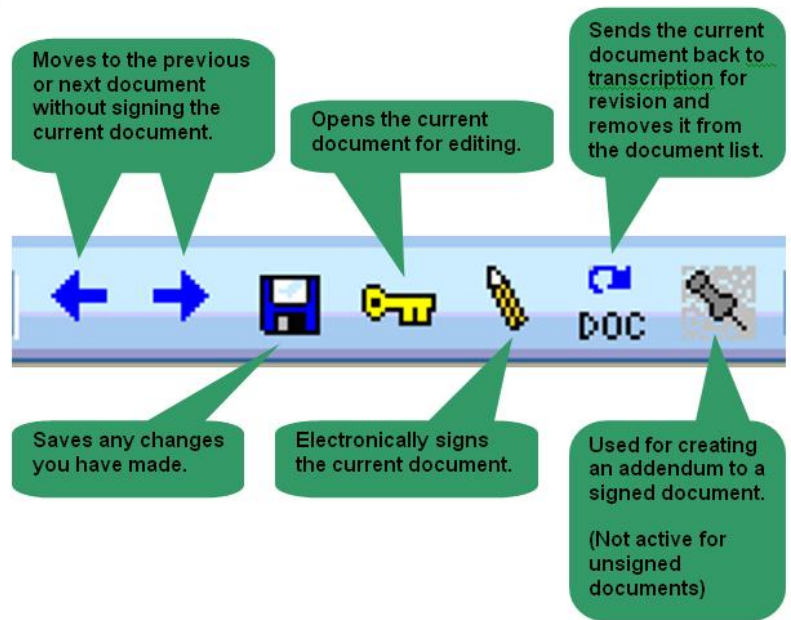 Moves to the previous
or next document
without signing the
current document.
Opens the current
document for editing.
Sends the current
document back to
transcription for
revision and
removes it from
the document list.
DOC
Saves any changes
you have made.
Electronically signs
the current document.
Used for creating
an addendum to a
signed document.
(Not active for
unsigned
documents)